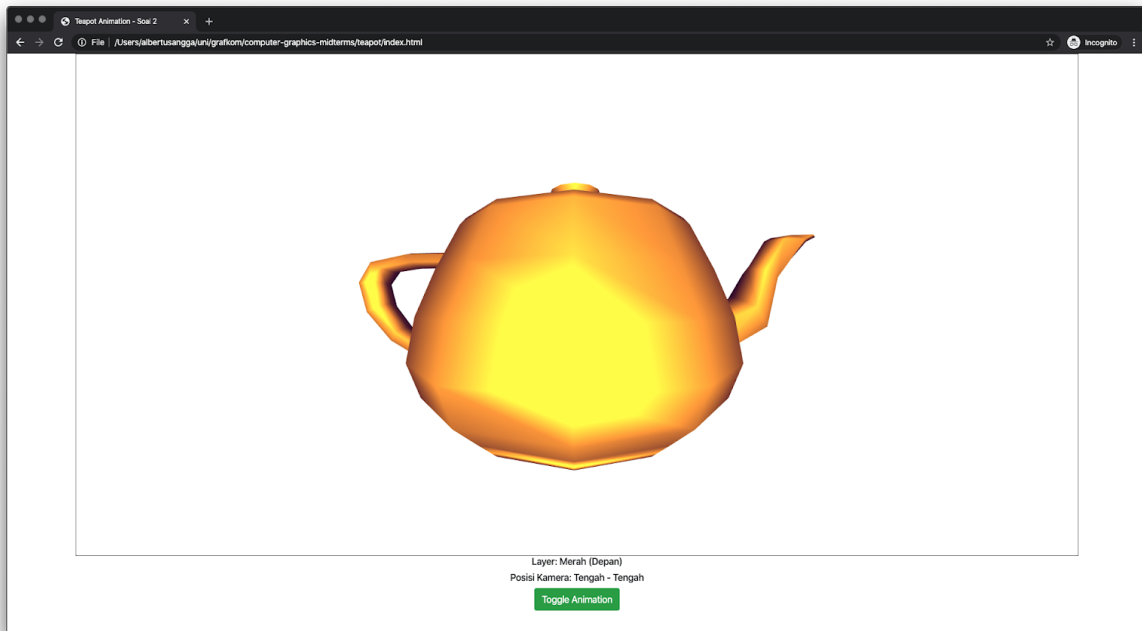 Teapot Animation - Soal 2
File /Users/albertusangga/uni/grafkom/computer-graphics-midterms/teapot/index.html
Incognito
Layer: Merah (Depan)
Posisi Kamera: Tengah - Tengah
Toggle Animation